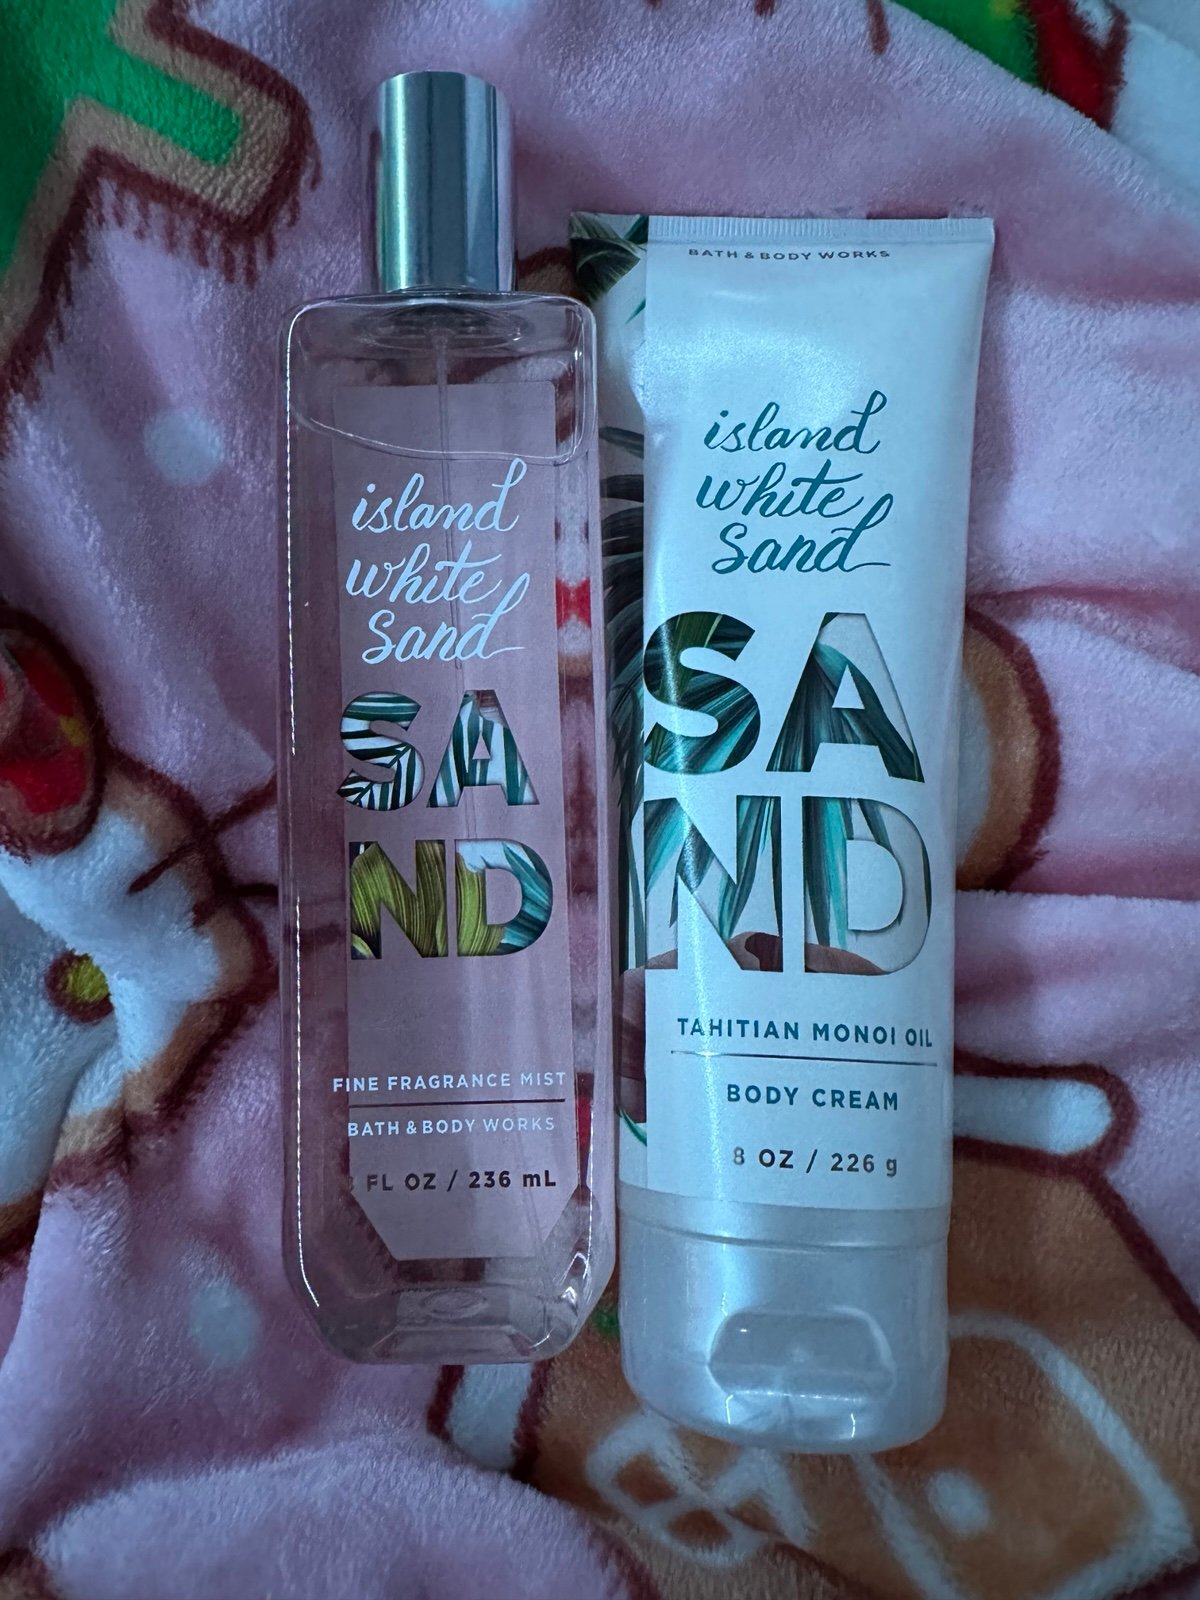 island
white
sand
SA
ND
FINE FRAGRANCE MIST
BATH & BODY WORKS
FL OZ / 236 mL
BATH & BODY WORKS
island
white
sand
SA
ND
TAHITIAN MONOI OIL
BODY CREAM
8 OZ / 226 g